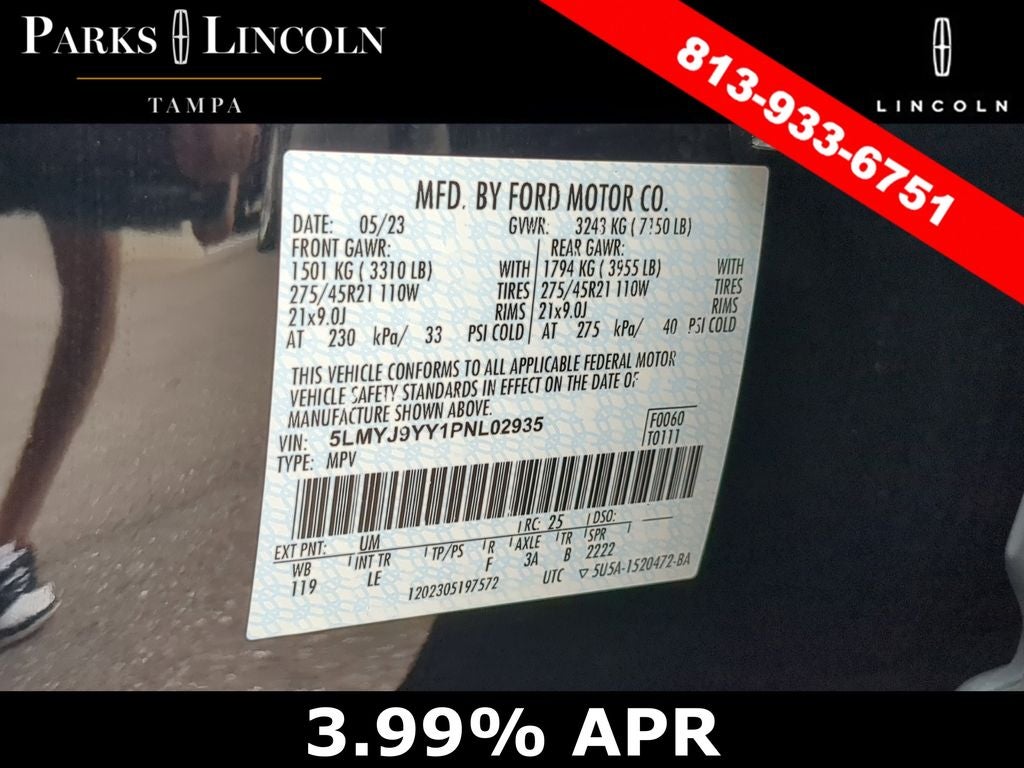 PARKS LINCOLN
TAMPA
813-933-6751
LINCOLN
MFD. BY FORD MOTOR CO.
DATE: 05/23 GVWR: 3243 KG ( 7150 LB)
FRONT GAWR: REAR GAWR:
1501 KG ( 3310 LB) WITH 1794 KG ( 3955 LB) WITH
275/45R21 110W TIRES 275/45R21 110W TIRES
21x9.0J RIMS 21x9.0J RIMS
AT 230 kPa/ 33 PSI COLD AT 275 kPa/ 40 PSI COLD
THIS VEHICLE CONFORMS TO ALL APPLICABLE FEDERAL MOTOR
VEHICLE SAFETY STANDARDS IN EFFECT ON THE DATE OF
MANUFACTURE SHOWN ABOVE.
VIN: 5LMYJ9YY1PNL02935 F0060
TYPE: MPV T0111
EXT PNT: UM RC: 25 DSO:
WB INT TR TP/PS R AXLE TR SPR
119 LE F 3A B 2222
1202305197572 UTC ▽ 5U5A-1520472-BA
3.99% APR